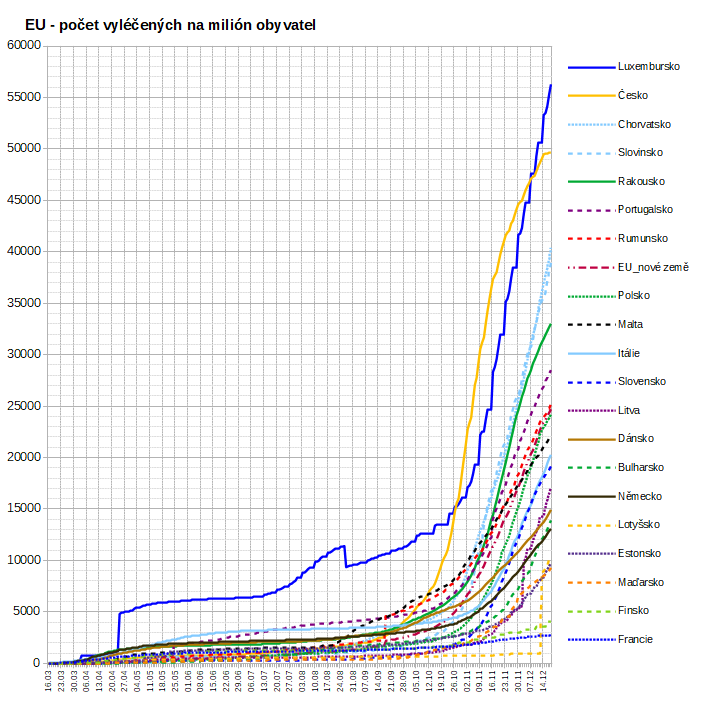 EU - počet vyléčených na milión obyvatel
60000
55000
50000
45000
40000
35000
30000
25000
20000
15000
10000
5000
0
16.03
23.03
30.03
06.04
13.04
20.04
27.04
04.05
11.05
18.05
25.05
01.06
08.06
15.06
22.06
29.06
06.07
13.07
20.07
27.07
03.08
10.08
17.08
24.08
31.08
07.09
14.09
21.09
28.09
05.10
12.10
19.10
26.10
02.11
09.11
16.11
23.11
30.11
07.12
14.12
Luxembursko
Česko
Chorvatsko
Slovinsko
Rakousko
Portugalsko
Rumunsko
EU_nové země
Polsko
Malta
Itálie
Slovensko
Litva
Dánsko
Bulharsko
Německo
Lotyšsko
Estonsko
Maďarsko
Finsko
Francie